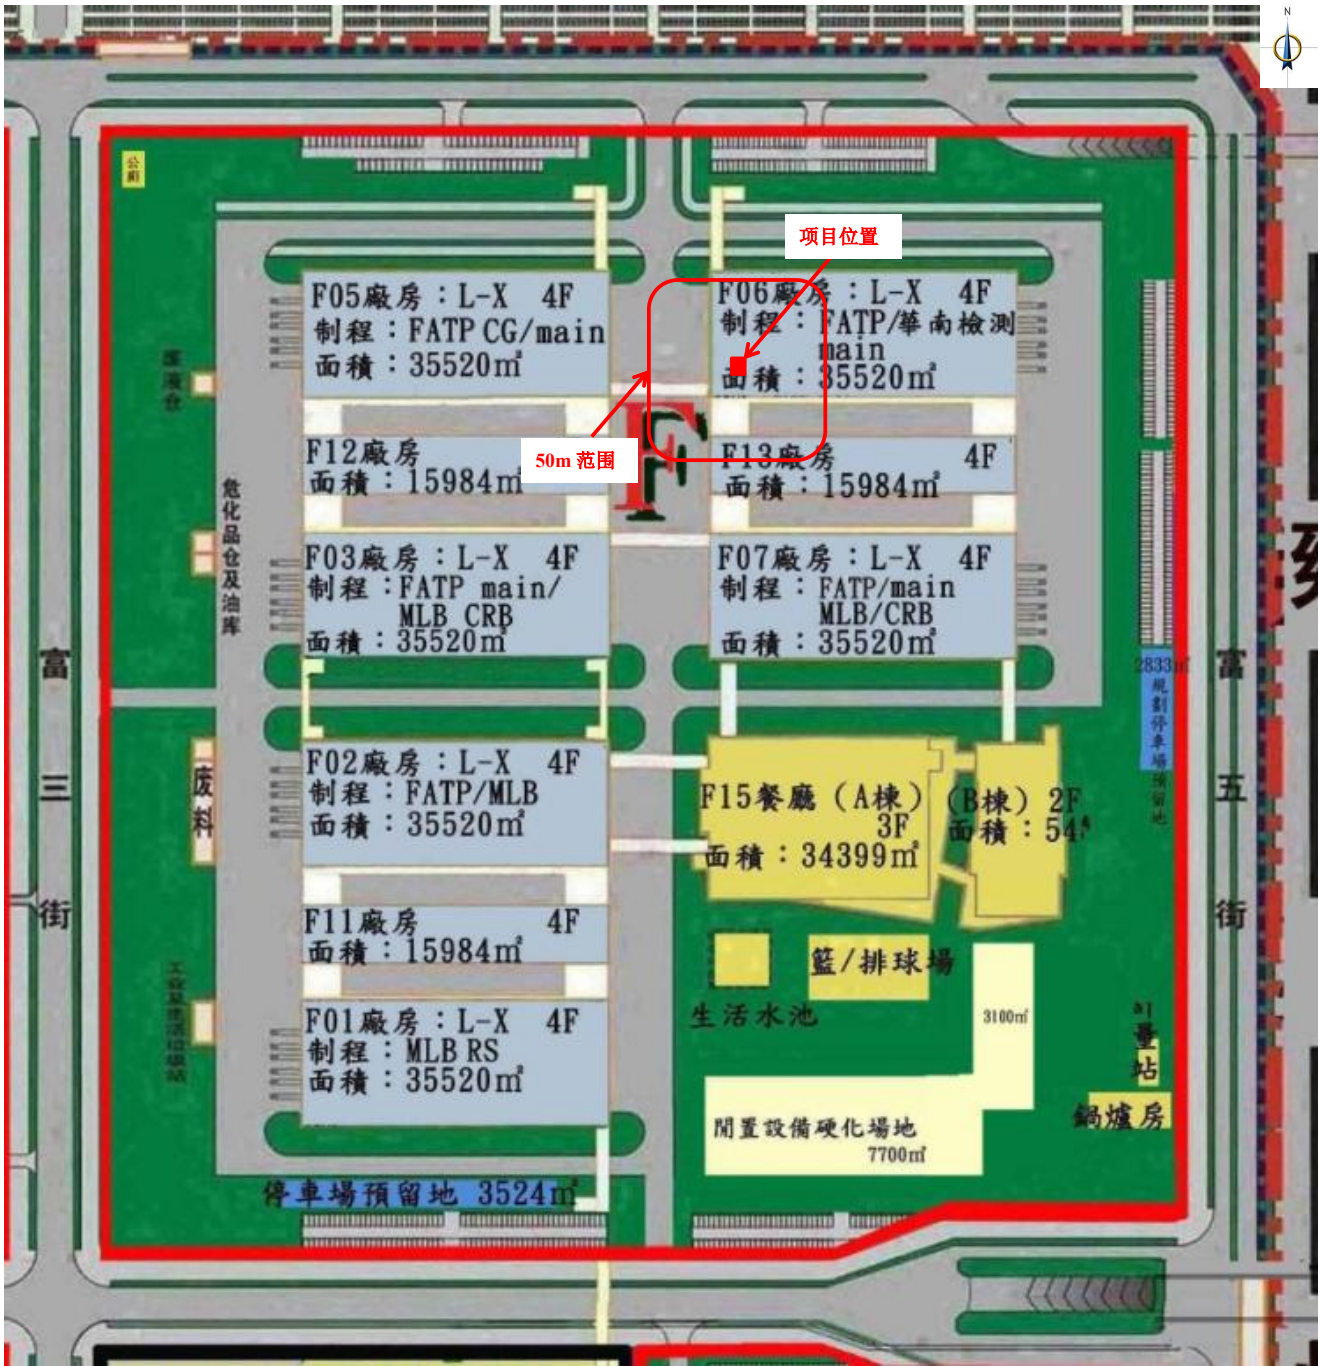 N
公廁
项目位置
F05廠房：L-X 4F
制程：FATP CG/main
面積：35520㎡
F06廠房：L-X 4F
制程：FATP/華南檢測
main
面積：35520㎡
50m 范围
F12廠房
面積：15984㎡
F13廠房 4F
面積：15984㎡
危化品仓及油库
F03廠房：L-X 4F
制程：FATP main/
MLB CRB
面積：35520㎡
F07廠房：L-X 4F
制程：FATP/main
MLB/CRB
面積：35520㎡
富三街
富五街
2833㎡
規劃停車場預留地
废料
F02廠房：L-X 4F
制程：FATP/MLB
面積：35520㎡
F15餐廳（A棟）
3F
面積：34399㎡
（B棟）2F
面積：54
F11廠房 4F
面積：15984㎡
籃/排球場
生活水池
F01廠房：L-X 4F
制程：MLB RS
面積：35520㎡
3100㎡
量站
鍋爐房
閒置設備硬化場地
7700㎡
停車場預留地 3524㎡